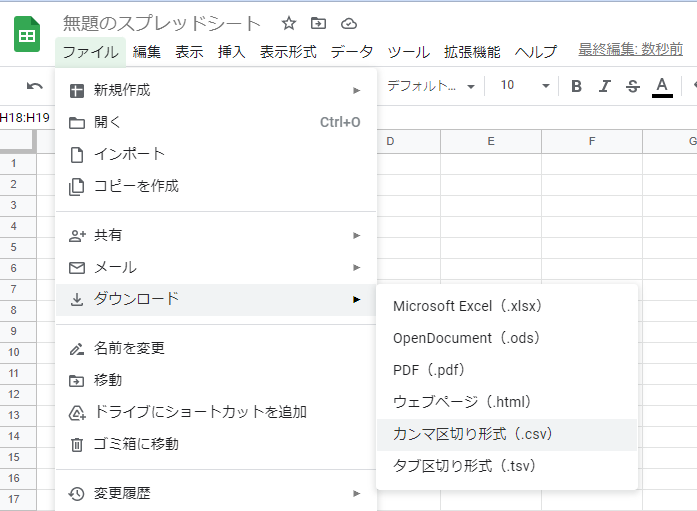 無題のスプレッドシート
ファイル 編集 表示 挿入 表示形式 データ ツール 拡張機能 ヘルプ 最終編集: 数秒前
デフォルト... 10 B I S A
H18:H19
D E F G
新規作成
開く Ctrl+O
インポート
コピーを作成
共有
メール
ダウンロード
Microsoft Excel（.xlsx）
OpenDocument（.ods）
PDF（.pdf）
ウェブページ（.html）
カンマ区切り形式（.csv）
タブ区切り形式（.tsv）
名前を変更
移動
ドライブにショートカットを追加
ゴミ箱に移動
変更履歴
1
2
3
4
5
6
7
8
9
10
11
12
13
14
15
16
17